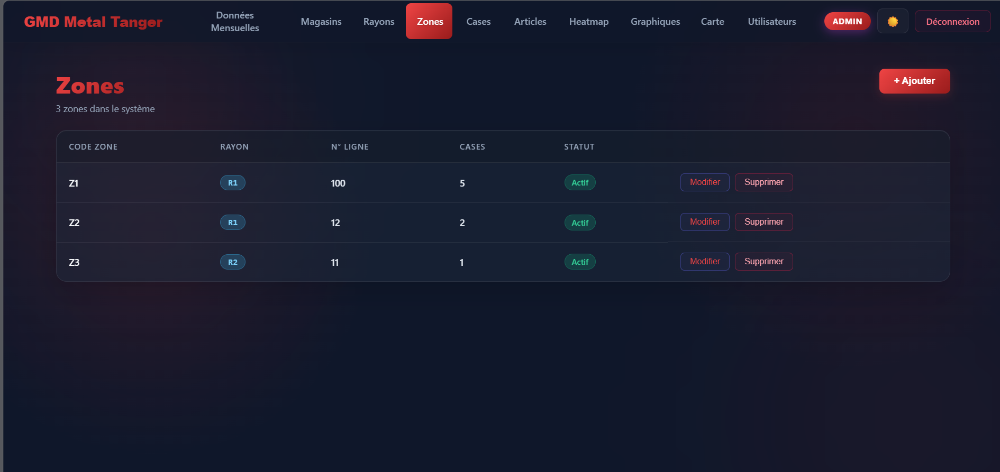 GMD Metal Tanger
Données
Mensuelles
Magasins
Rayons
Zones
Cases
Articles
Heatmap
Graphiques
Carte
Utilisateurs
ADMIN
Déconnexion
Zones
+ Ajouter
3 zones dans le système
CODE ZONE RAYON N° LIGNE CASES STATUT
Z1 R1 100 5 Actif Modifier Supprimer
Z2 R1 12 2 Actif Modifier Supprimer
Z3 R2 11 1 Actif Modifier Supprimer